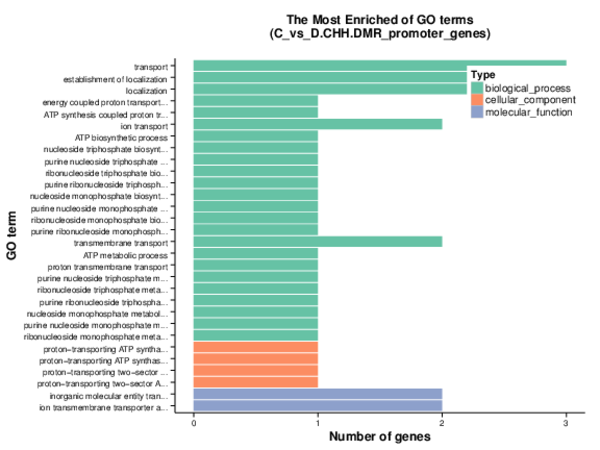 The Most Enriched of GO terms
(C_vs_D.CHH.DMR_promoter_genes)
transport
establishment of localization
localization
energy coupled proton transport...
ATP synthesis coupled proton tr...
ion transport
ATP biosynthetic process
nucleoside triphosphate biosynt...
purine nucleoside triphosphate ...
ribonucleoside triphosphate bio...
purine ribonucleoside triphosph...
nucleoside monophosphate biosynt...
purine nucleoside monophosphate ...
ribonucleoside monophosphate bio...
purine ribonucleoside monophosph...
transmembrane transport
ATP metabolic process
proton transmembrane transport
purine nucleoside triphosphate m...
ribonucleoside triphosphate meta...
purine ribonucleoside triphospha...
nucleoside monophosphate metabol...
purine nucleoside monophosphate m...
ribonucleoside monophosphate meta...
proton−transporting ATP syntha...
proton−transporting ATP synthas...
proton−transporting two−sector ...
proton−transporting two−sector A...
inorganic molecular entity tran...
ion transmembrane transporter a...
GO term
Type
biological_process
cellular_component
molecular_function
0 1 2 3
Number of genes